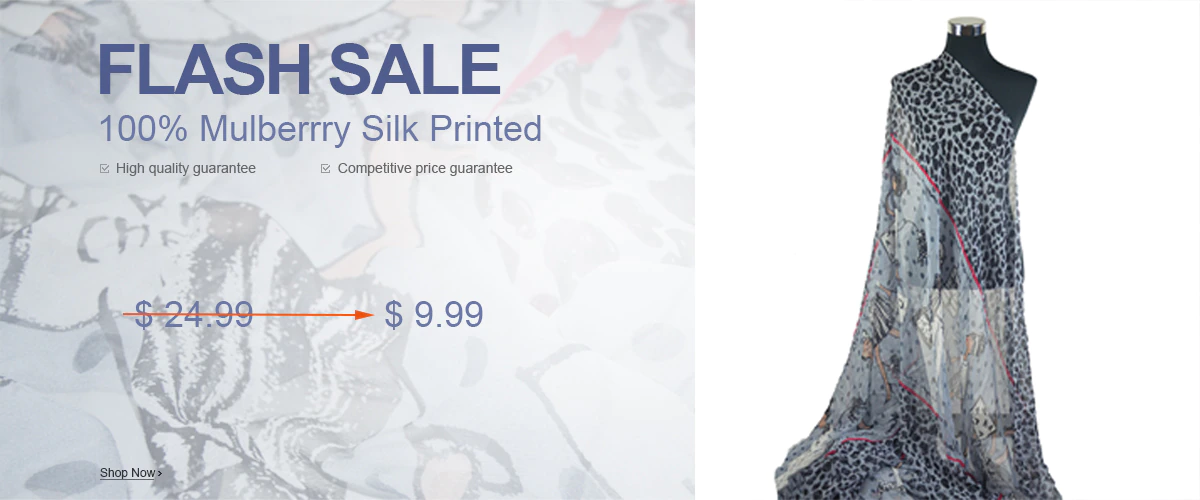 FLASH SALE
100% Mulberrry Silk Printed
High quality guarantee
Competitive price guarantee
$ 24.99 $ 9.99
Shop Now >